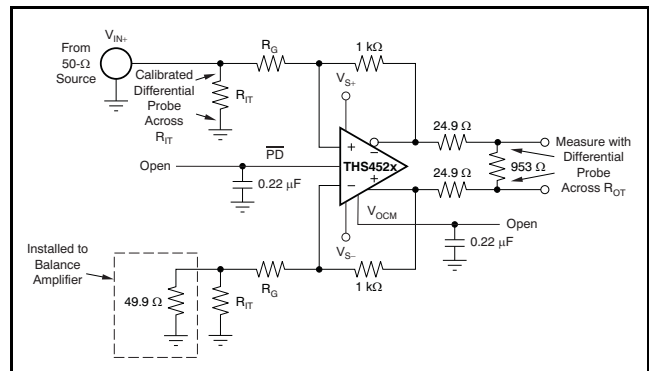 V_IN+
From
50-Ω
Source
Calibrated
Differential
Probe
Across
R_IT
R_IT
R_G
1 kΩ
V_S+
24.9 Ω
Measure with
Differential
Probe
Across R_OT
953 Ω
PD
Open
0.22 μF
+
−
THS452x
−
+
24.9 Ω
V_OCM
Open
0.22 μF
V_S−
Installed to
Balance
Amplifier
49.9 Ω
R_IT
R_G
1 kΩ